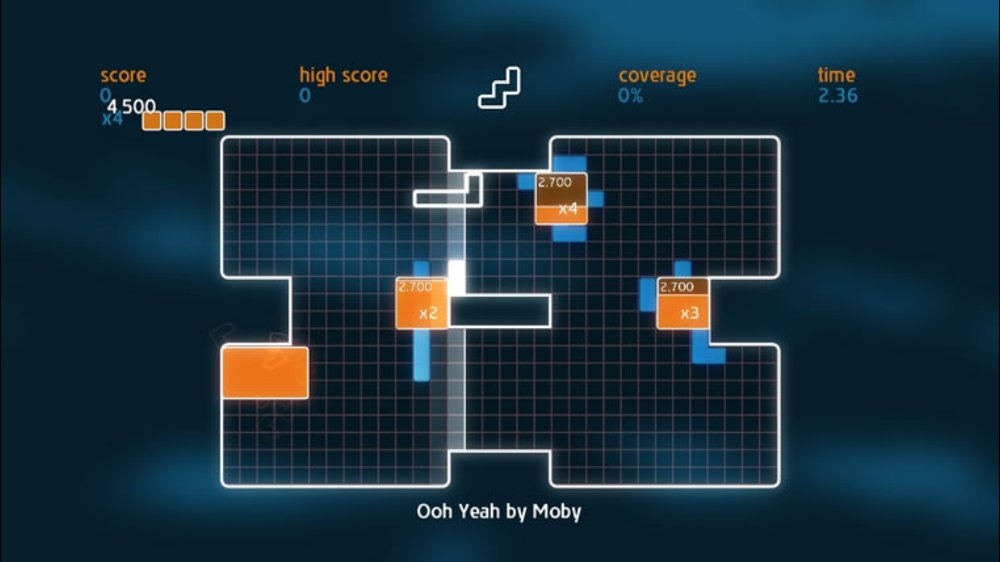 score
0
4,500
x4
high score
0
coverage
0%
time
2.36
2,700
x4
2,700
x2
2,700
x3
Ooh Yeah by Moby